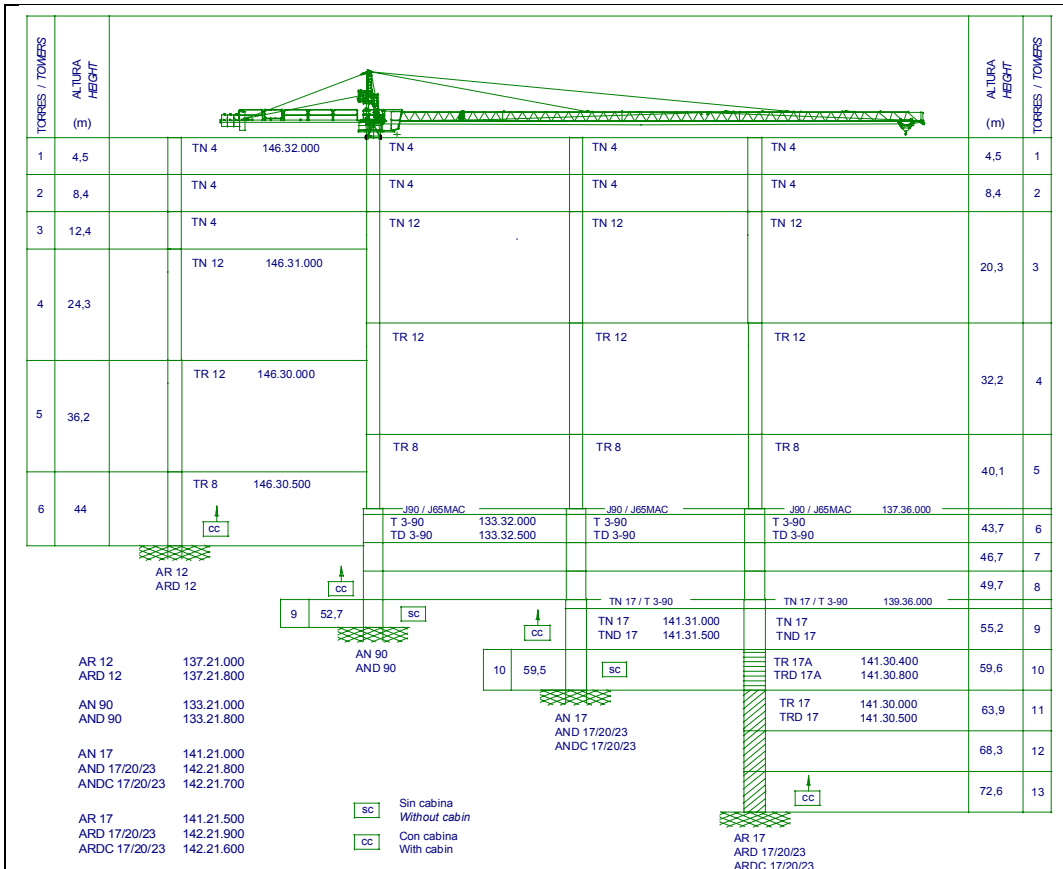 TORRES / TOWERS
ALTURA
HEIGHT
(m)
ALTURA
HEIGHT
(m)
TORRES / TOWERS
1 4,5 TN 4 146.32.000 TN 4 TN 4 TN 4 4,5 1
2 8,4 TN 4 TN 4 TN 4 TN 4 8,4 2
3 12,4 TN 4 TN 12 TN 12 TN 12
TN 12 146.31.000 20,3 3
4 24,3
TR 12 TR 12 TR 12
TR 12 146.30.000 32,2 4
5 36,2
TR 8 TR 8 TR 8
40,1 5
TR 8 146.30.500
6 44
CC
J90 / J65MAC J90 / J65MAC J90 / J65MAC 137.36.000
T 3-90 133.32.000 T 3-90 T 3-90 43,7 6
TD 3-90 133.32.500 TD 3-90 TD 3-90
46,7 7
AR 12
ARD 12
CC
49,7 8
TN 17 / T 3-90 TN 17 / T 3-90 139.36.000
9 52,7 SC
TN 17 141.31.000 TN 17
TND 17 141.31.500 TND 17
55,2 9
CC
AN 90
AND 90
10 59,5 SC
TR 17A 141.30.400
TRD 17A 141.30.800
59,6 10
AN 17
AND 17/20/23
ANDC 17/20/23
TR 17 141.30.000
TRD 17 141.30.500
63,9 11
68,3 12
CC
72,6 13
AR 17
ARD 17/20/23
ARDC 17/20/23
AR 12 137.21.000
ARD 12 137.21.800
AN 90 133.21.000
AND 90 133.21.800
AN 17 141.21.000
AND 17/20/23 142.21.800
ANDC 17/20/23 142.21.700
AR 17 141.21.500
ARD 17/20/23 142.21.900
ARDC 17/20/23 142.21.600
SC Sin cabina
Without cabin
CC Con cabina
With cabin